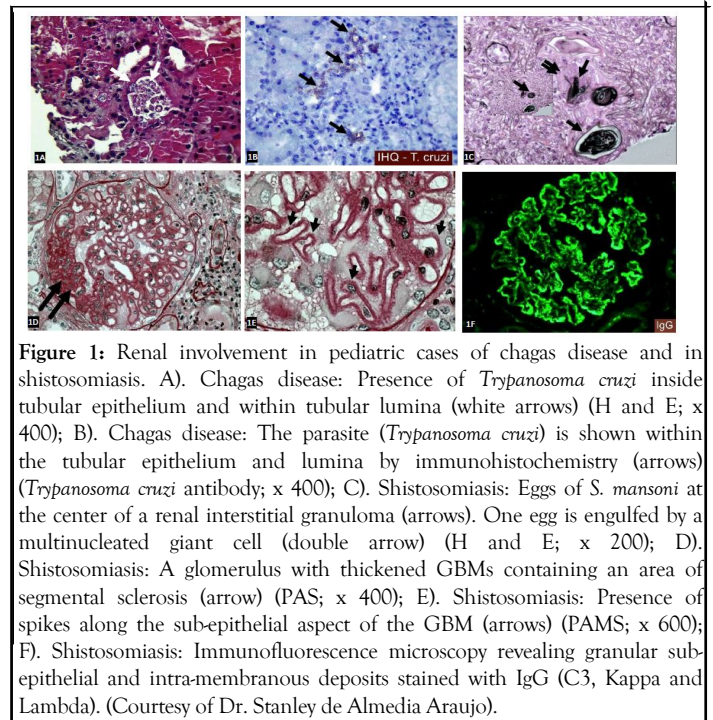 1A
1B
IHQ - T. cruzi
1C
1D
1E
1F
IgG
Figure 1: Renal involvement in pediatric cases of chagas disease and in
shistosomiasis. A). Chagas disease: Presence of Trypanosoma cruzi inside
tubular epithelium and within tubular lumina (white arrows) (H and E; x
400); B). Chagas disease: The parasite (Trypanosoma cruzi) is shown within
the tubular epithelium and lumina by immunohistochemistry (arrows)
(Trypanosoma cruzi antibody; x 400); C). Shistosomiasis: Eggs of S. mansoni at
the center of a renal interstitial granuloma (arrows). One egg is engulfed by a
multinucleated giant cell (double arrow) (H and E; x 200); D).
Shistosomiasis: A glomerulus with thickened GBMs containing an area of
segmental sclerosis (arrow) (PAS; x 400); E). Shistosomiasis: Presence of
spikes along the sub-epithelial aspect of the GBM (arrows) (PAMS; x 600);
F). Shistosomiasis: Immunofluorescence microscopy revealing granular sub-
epithelial and intra-membranous deposits stained with IgG (C3, Kappa and
Lambda). (Courtesy of Dr. Stanley de Almedia Araujo).